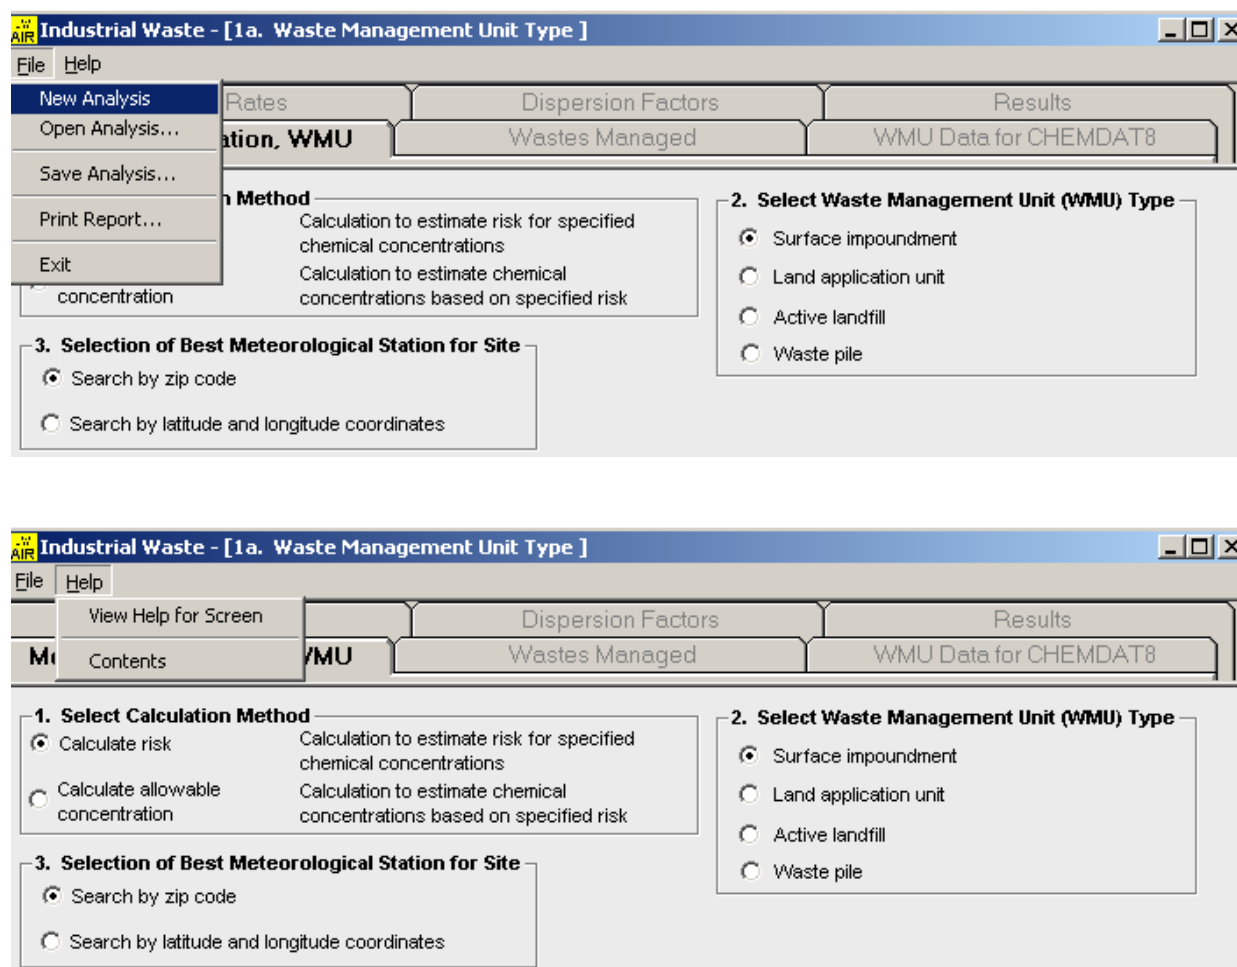 AIR Industrial Waste - [1a. Waste Management Unit Type ]
File Help
New Analysis
Open Analysis...
Save Analysis...
Print Report...
Exit
Rates Dispersion Factors Results
ation, WMU Wastes Managed WMU Data for CHEMDAT8
n Method
Calculation to estimate risk for specified
chemical concentrations
Calculation to estimate chemical
concentration concentrations based on specified risk
2. Select Waste Management Unit (WMU) Type
Surface impoundment
Land application unit
Active landfill
Waste pile
3. Selection of Best Meteorological Station for Site
Search by zip code
Search by latitude and longitude coordinates
AIR Industrial Waste - [1a. Waste Management Unit Type ]
File Help
View Help for Screen
Contents
Dispersion Factors Results
WMU Wastes Managed WMU Data for CHEMDAT8
1. Select Calculation Method
Calculate risk Calculation to estimate risk for specified
chemical concentrations
Calculate allowable Calculation to estimate chemical
concentration concentrations based on specified risk
2. Select Waste Management Unit (WMU) Type
Surface impoundment
Land application unit
Active landfill
Waste pile
3. Selection of Best Meteorological Station for Site
Search by zip code
Search by latitude and longitude coordinates